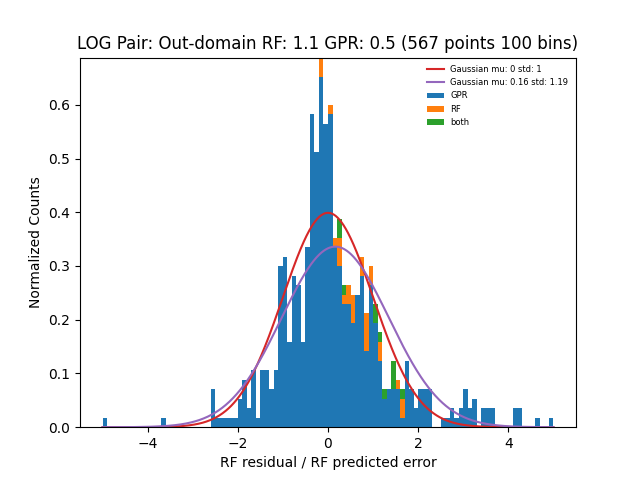 LOG Pair: Out-domain RF: 1.1 GPR: 0.5 (567 points 100 bins)
Gaussian mu: 0 std: 1
Gaussian mu: 0.16 std: 1.19
GPR
RF
both
Normalized Counts
0.6
0.5
0.4
0.3
0.2
0.1
0.0
−4 −2 0 2 4
RF residual / RF predicted error